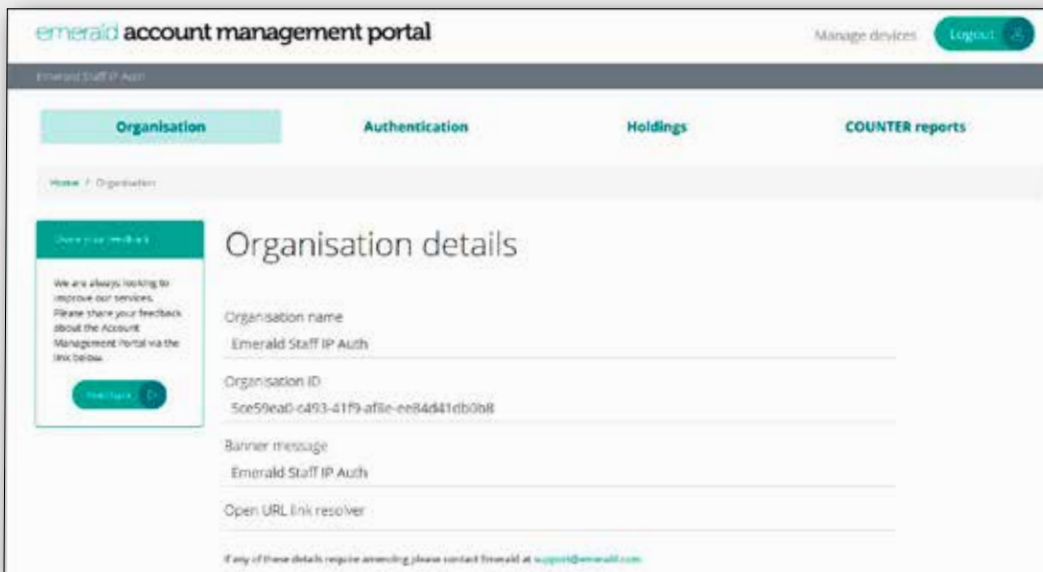 emerald account management portal
Manage devices
Logout
Emerald Staff IP Auth
Organisation
Authentication
Holdings
COUNTER reports
Home / Organisation
Share your feedback
We are always looking to
improve our services.
Please share your feedback
about the Account
Management Portal via the
link below.
Feedback
Organisation details
Organisation name
Emerald Staff IP Auth
Organisation ID
5ce59ea0-c493-41f9-af8e-ee84d41db0b8
Banner message
Emerald Staff IP Auth
Open URL link resolver
If any of these details require amending please contact Emerald at support@emerald.com